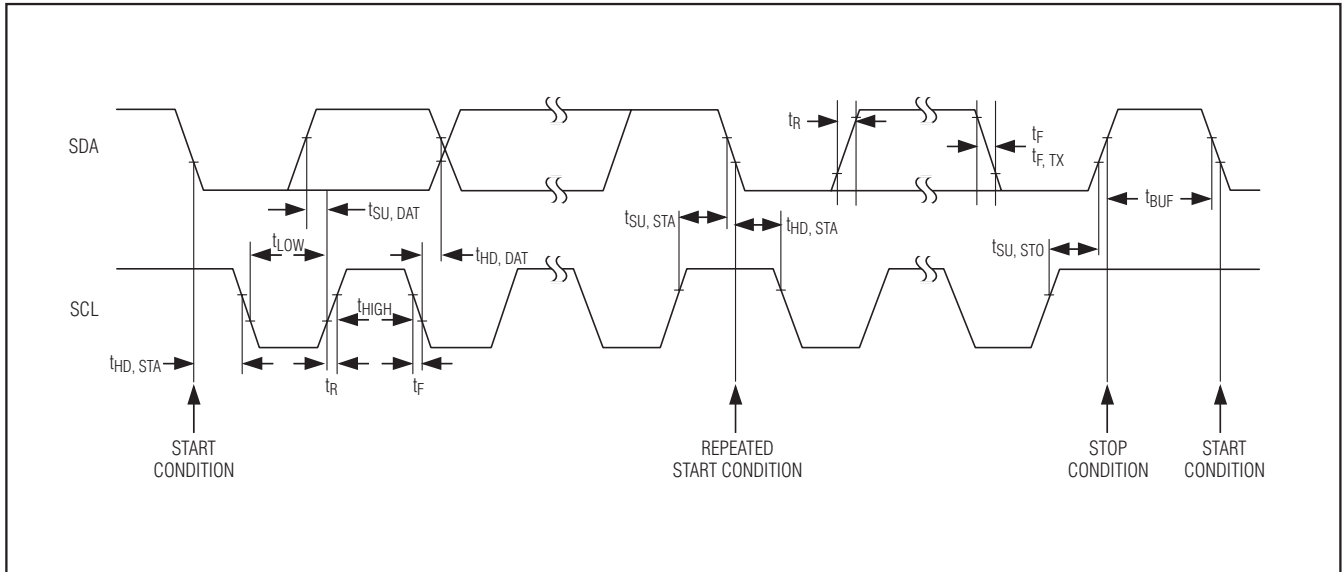 SDA
tR
tF
tF, TX
tSU, DAT
tBUF
tLOW
tHD, DAT
tSU, STA
tHD, STA
tSU, STO
SCL
tHIGH
tHD, STA
tR
tF
START
CONDITION
REPEATED
START CONDITION
STOP
CONDITION
START
CONDITION